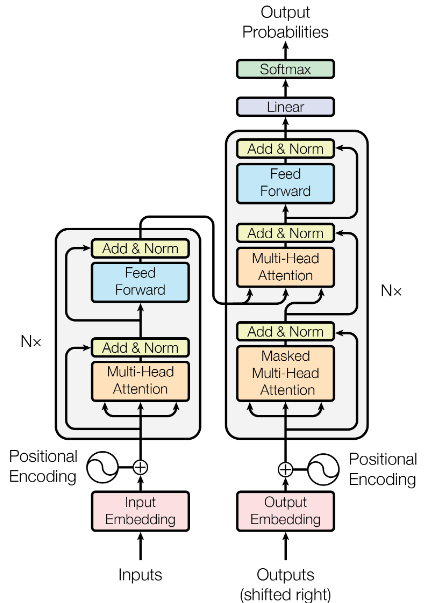 Output
Probabilities
Softmax
Linear
Add & Norm
Feed
Forward
Add & Norm
Multi-Head
Attention
Add & Norm
Masked
Multi-Head
Attention
N×
Add & Norm
Feed
Forward
N×
Add & Norm
Multi-Head
Attention
Positional
Encoding
Positional
Encoding
Input
Embedding
Output
Embedding
Inputs
Outputs
(shifted right)